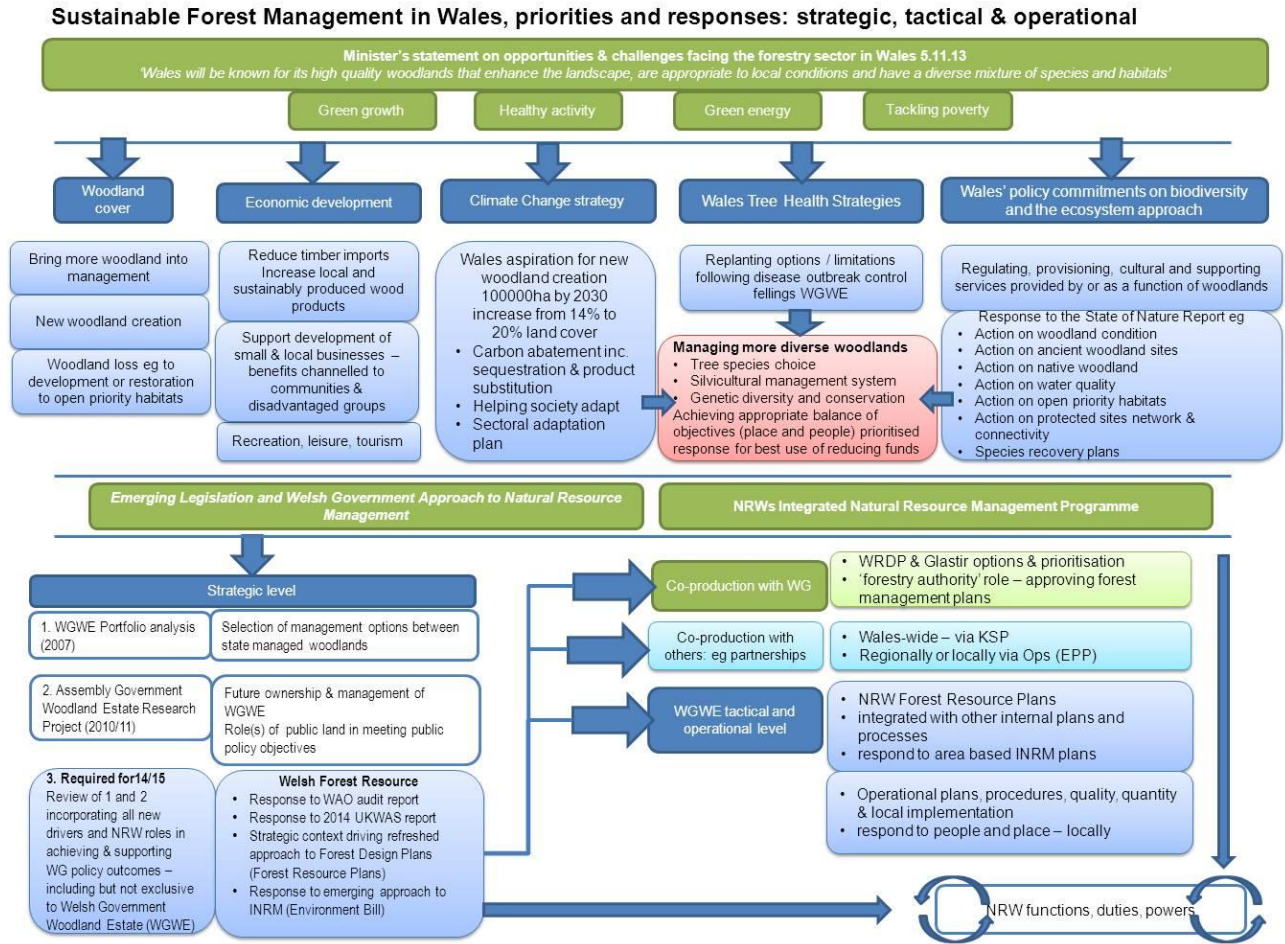 Sustainable Forest Management in Wales, priorities and responses: strategic, tactical & operational
Minister's statement on opportunities & challenges facing the forestry sector in Wales 5.11.13
'Wales will be known for its high quality woodlands that enhance the landscape, are appropriate to local conditions and have a diverse mixture of species and habitats'
Green growth
Healthy activity
Green energy
Tackling poverty
Woodland
cover
Economic development
Climate Change strategy
Wales Tree Health Strategies
Wales' policy commitments on biodiversity
and the ecosystem approach
Bring more woodland into
management
New woodland creation
Woodland loss eg to
development or restoration
to open priority habitats
Reduce timber imports
Increase local and
sustainably produced wood
products
Support development of
small & local businesses –
benefits channelled to
communities &
disadvantaged groups
Recreation, leisure, tourism
Wales aspiration for new
woodland creation
100000ha by 2030
increase from 14% to
20% land cover
• Carbon abatement inc.
sequestration & product
substitution
• Helping society adapt
• Sectoral adaptation
plan
Replanting options / limitations
following disease outbreak control
fellings WGWE
Managing more diverse woodlands
• Tree species choice
• Silvicultural management system
• Genetic diversity and conservation
Achieving appropriate balance of
objectives (place and people) prioritised
response for best use of reducing funds
Regulating, provisioning, cultural and supporting
services provided by or as a function of woodlands
Response to the State of Nature Report eg
• Action on woodland condition
• Action on ancient woodland sites
• Action on native woodland
• Action on water quality
• Action on open priority habitats
• Action on protected sites network &
connectivity
• Species recovery plans
Emerging Legislation and Welsh Government Approach to Natural Resource
Management
NRWs Integrated Natural Resource Management Programme
Strategic level
1. WGWE Portfolio analysis
(2007)
Selection of management options between
state managed woodlands
2. Assembly Government
Woodland Estate Research
Project (2010/11)
Future ownership & management of
WGWE
Role(s) of public land in meeting public
policy objectives
3. Required for14/15
Review of 1 and 2
incorporating all new
drivers and NRW roles in
achieving & supporting
WG policy outcomes –
including but not exclusive
to Welsh Government
Woodland Estate (WGWE)
Welsh Forest Resource
• Response to WAO audit report
• Response to 2014 UKWAS report
• Strategic context driving refreshed
approach to Forest Design Plans
(Forest Resource Plans)
• Response to emerging approach to
INRM (Environment Bill)
Co-production with WG
• WRDP & Glastir options & prioritisation
• 'forestry authority' role – approving forest
management plans
Co-production with
others: eg partnerships
• Wales-wide – via KSP
• Regionally or locally via Ops (EPP)
WGWE tactical and
operational level
• NRW Forest Resource Plans
• integrated with other internal plans and
processes
• respond to area based INRM plans
• Operational plans, procedures, quality, quantity
& local implementation
• respond to people and place – locally
NRW functions, duties, powers